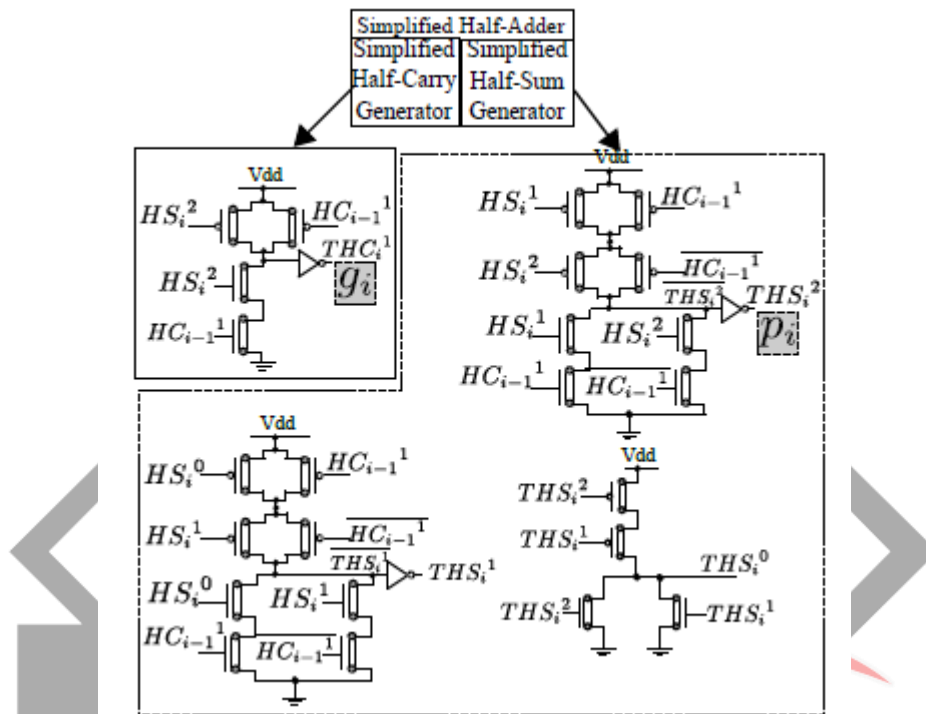 Simplified Half-Adder
Simplified
Half-Carry
Generator
Simplified
Half-Sum
Generator
Vdd
HS_i^2
HC_{i-1}^1
THC_i^1
g_i
HS_i^2
HC_{i-1}^1
Vdd
HS_i^1
HC_{i-1}^1
HS_i^2
\overline{HC_{i-1}^1}
\overline{THS_i^2}
THS_i^2
p_i
HS_i^1
HS_i^2
HC_{i-1}^1
\overline{HC_{i-1}^1}
Vdd
HS_i^0
HC_{i-1}^1
HS_i^1
\overline{HC_{i-1}^1}
\overline{THS_i^1}
THS_i^1
HS_i^0
HS_i^1
HC_{i-1}^1
\overline{HC_{i-1}^1}
Vdd
THS_i^2
THS_i^1
THS_i^0
THS_i^2
THS_i^1